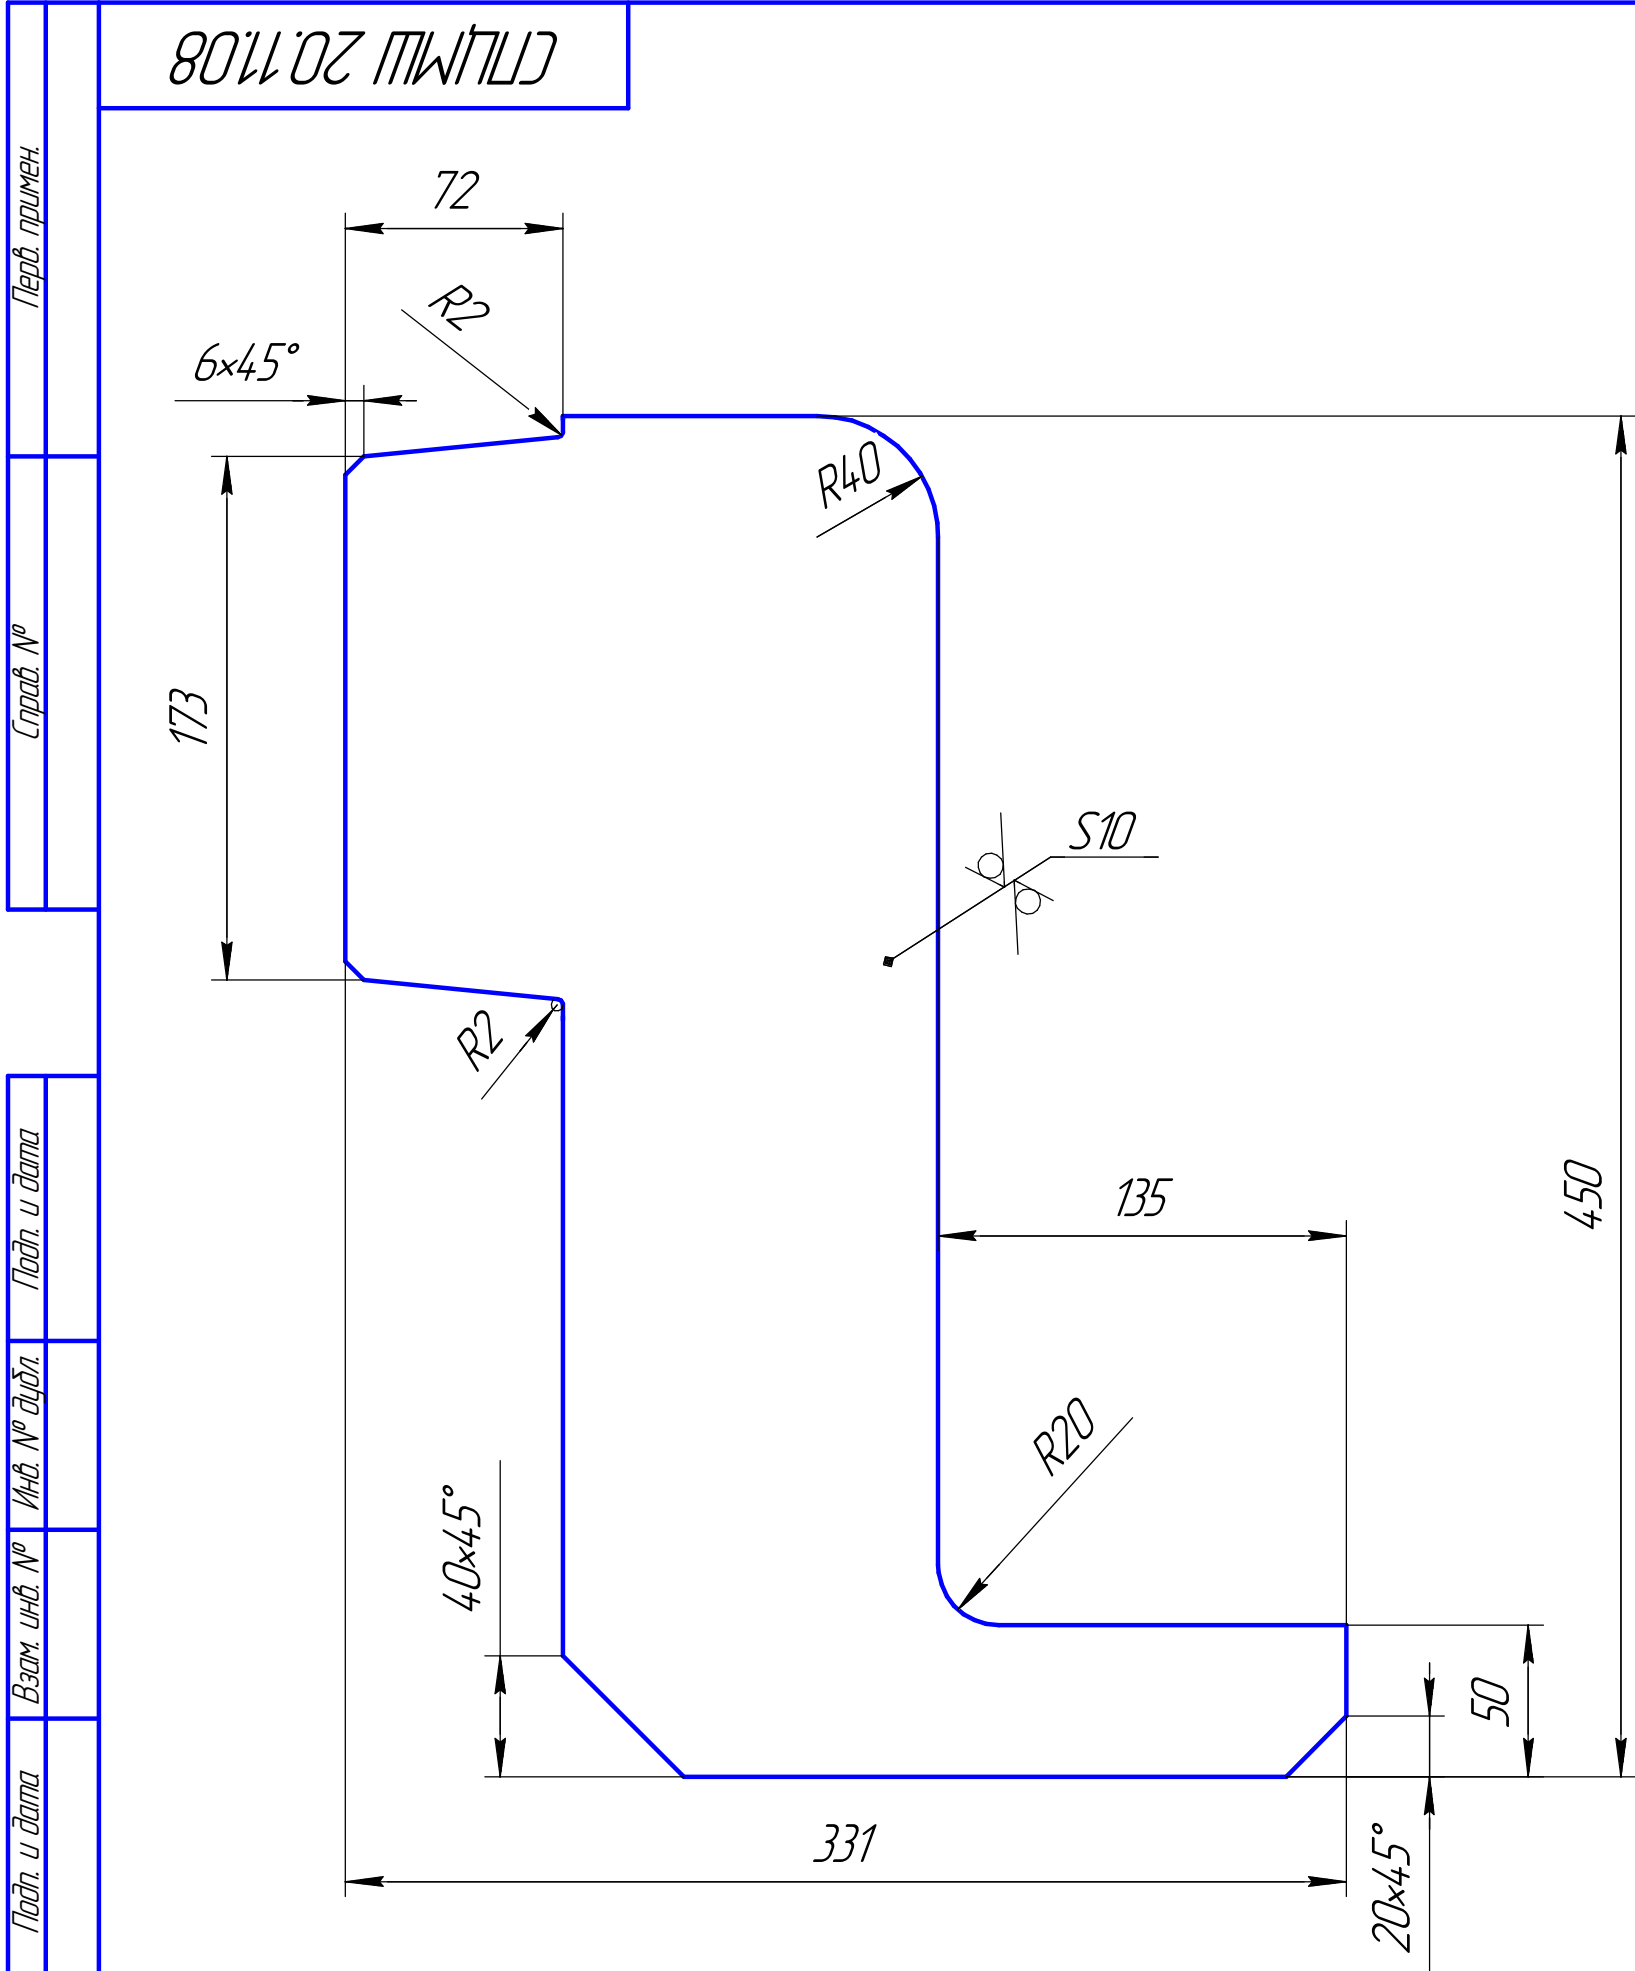 СПЦМШ 20.11.08
Перв. примен.
72
R2
6×45°
R40
Справ. №
173
S10
R2
Подп. и дата
135
450
Инв. № дубл.
R20
40×45°
Взам. инв. №
50
Подп. и дата
331
20×45°